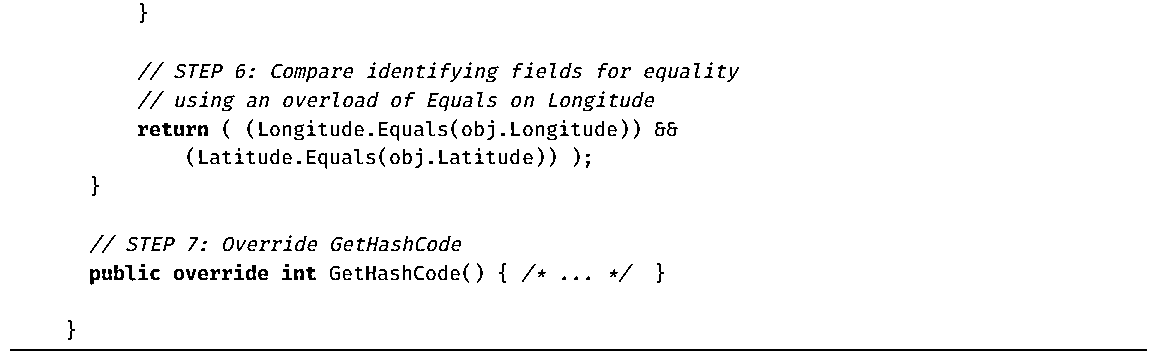 }
// STEP 6: Compare identifying fields for equality
// using an overload of Equals on Longitude
return ( (Longitude.Equals(obj.Longitude)) &&
(Latitude.Equals(obj.Latitude)) );
}
// STEP 7: Override GetHashCode
public override int GetHashCode() { /* ... */  }
}